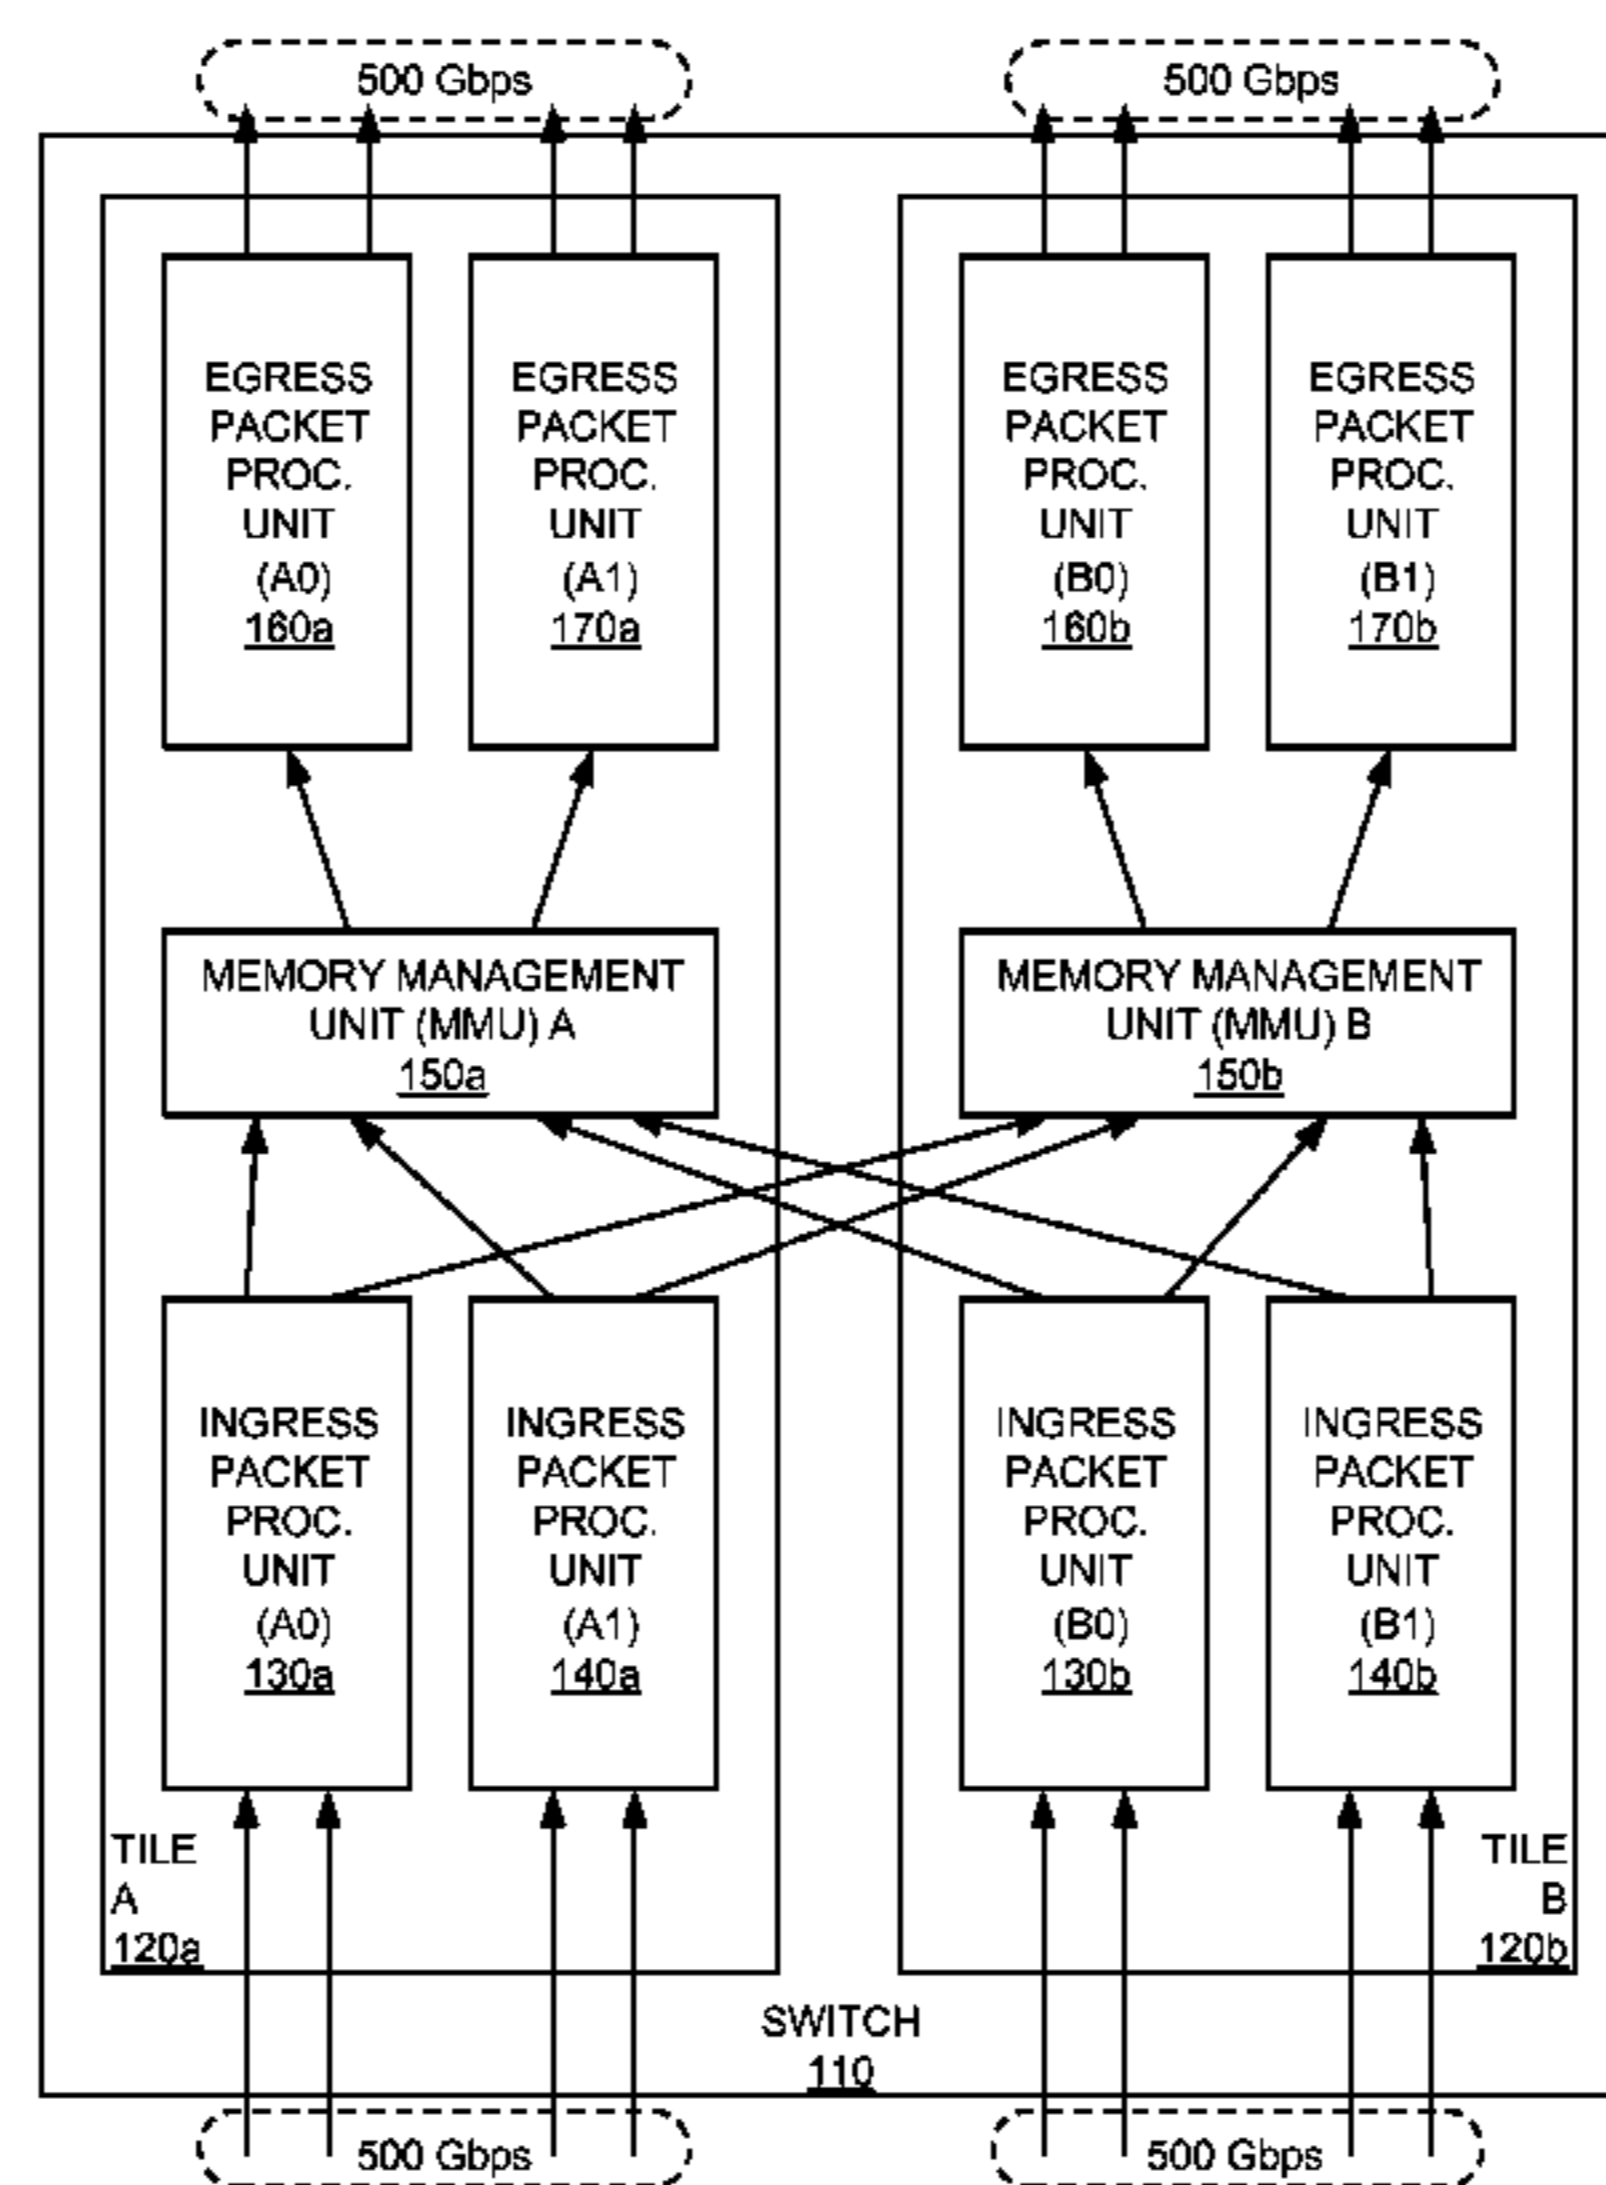 500 Gbps
500 Gbps
EGRESS
PACKET
PROC.
UNIT
(A0)
160a
EGRESS
PACKET
PROC.
UNIT
(A1)
170a
EGRESS
PACKET
PROC.
UNIT
(B0)
160b
EGRESS
PACKET
PROC.
UNIT
(B1)
170b
MEMORY MANAGEMENT
UNIT (MMU) A
150a
MEMORY MANAGEMENT
UNIT (MMU) B
150b
INGRESS
PACKET
PROC.
UNIT
(A0)
130a
INGRESS
PACKET
PROC.
UNIT
(A1)
140a
INGRESS
PACKET
PROC.
UNIT
(B0)
130b
INGRESS
PACKET
PROC.
UNIT
(B1)
140b
TILE
A
120a
TILE
B
120b
SWITCH
110
500 Gbps
500 Gbps